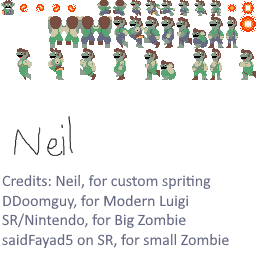 Neil
Credits: Neil, for custom spriting
DDoomguy, for Modern Luigi
SR/Nintendo, for Big Zombie
saidFayad5 on SR, for small Zombie